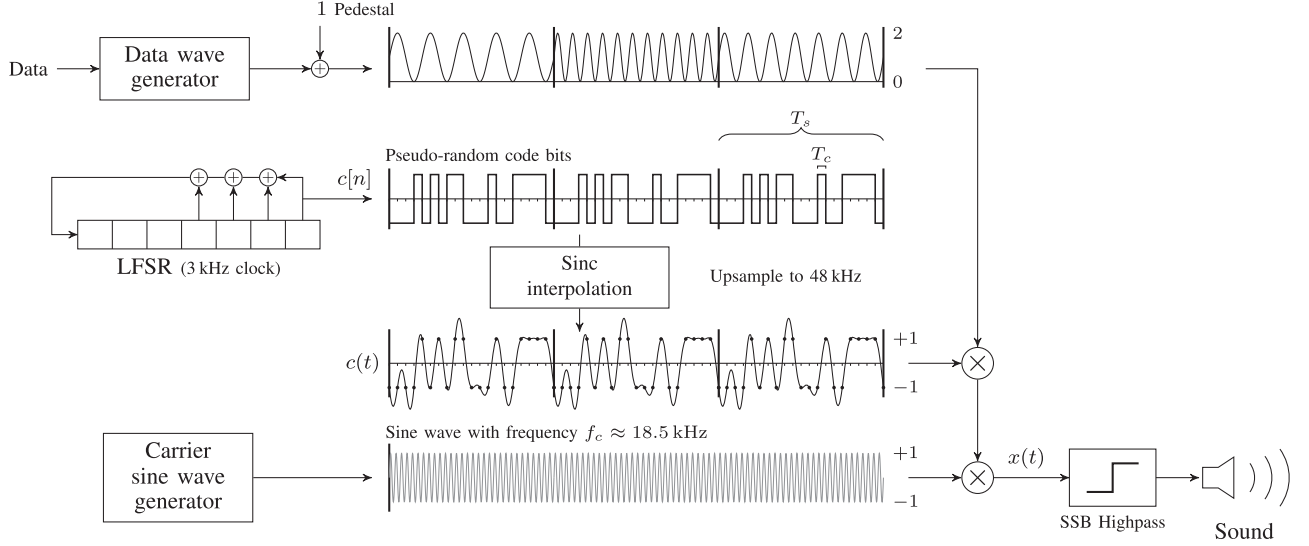 1 Pedestal
Data
Data wave
generator
+
2
0
T_s
T_c
Pseudo-random code bits
c[n]
+ + +
LFSR (3 kHz clock)
Sinc
interpolation
Upsample to 48 kHz
c(t)
+1
−1
×
Sine wave with frequency f_c ≈ 18.5 kHz
Carrier
sine wave
generator
+1
−1
×
x(t)
SSB Highpass
Sound